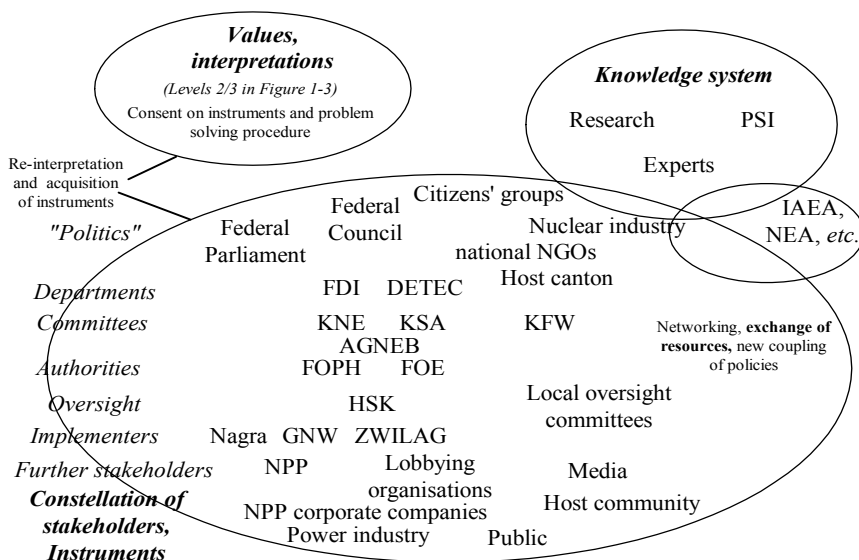 Values,
interpretations
(Levels 2/3 in Figure 1-3)
Consent on instruments and problem
solving procedure
Knowledge system
Research PSI
Experts
Re-interpretation
and acquisition
of instruments
"Politics"
Citizens' groups
Federal
Parliament
Federal
Council
Nuclear industry
national NGOs
Host canton
IAEA,
NEA, etc.
Departments FDI DETEC
Committees KNE KSA KFW
AGNEB
Authorities FOPH FOE
Networking, exchange of
resources, new coupling
of policies
Oversight HSK
Local oversight
committees
Implementers Nagra GNW ZWILAG
Further stakeholders NPP
Lobbying
organisations
Media
Host community
Constellation of
stakeholders,
Instruments
NPP corporate companies
Power industry
Public